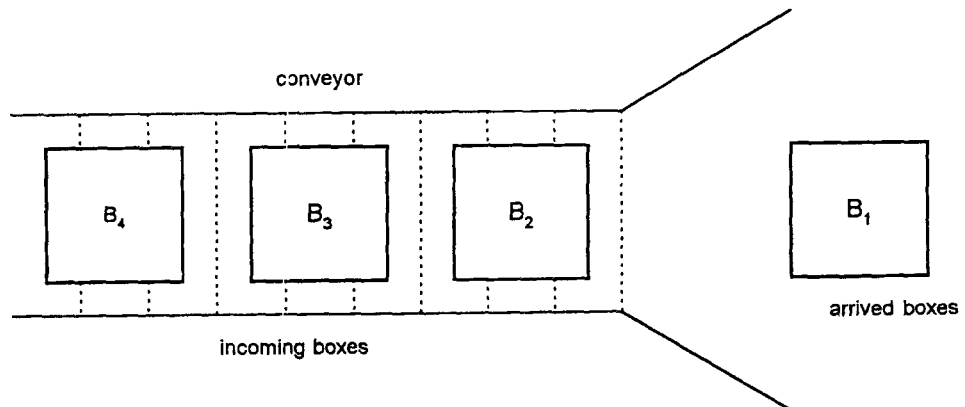 conveyor
B₄
B₃
B₂
B₁
arrived boxes
incoming boxes